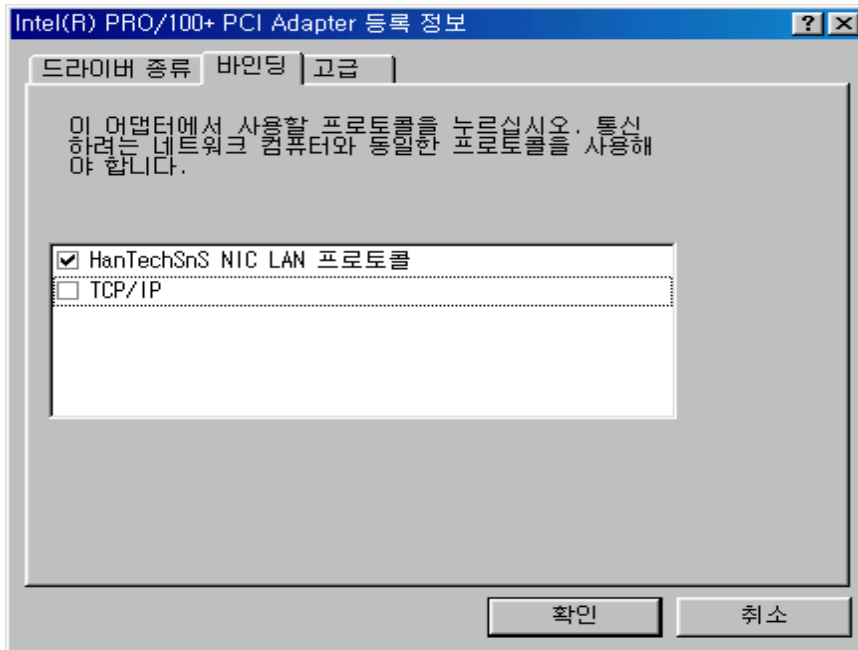 Intel(R) PRO/100+ PCI Adapter 등록 정보
드라이버 종류 바인딩 고급
이 어댑터에서 사용할 프로토콜을 누르십시오. 통신
하려는 네트워크 컴퓨터와 동일한 프로토콜을 사용해
야 합니다.
HanTechSnS NIC LAN 프로토콜
TCP/IP
확인 취소